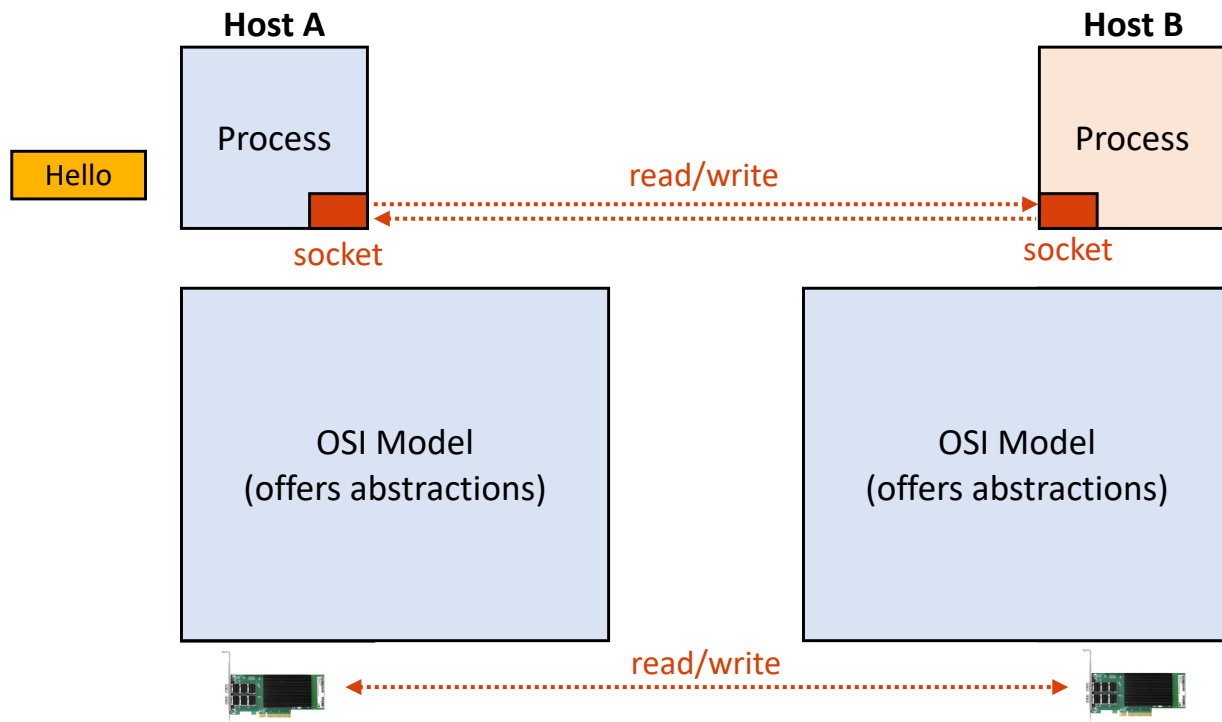 Host A
Host B
Process
Process
Hello
read/write
socket
socket
OSI Model
(offers abstractions)
OSI Model
(offers abstractions)
read/write